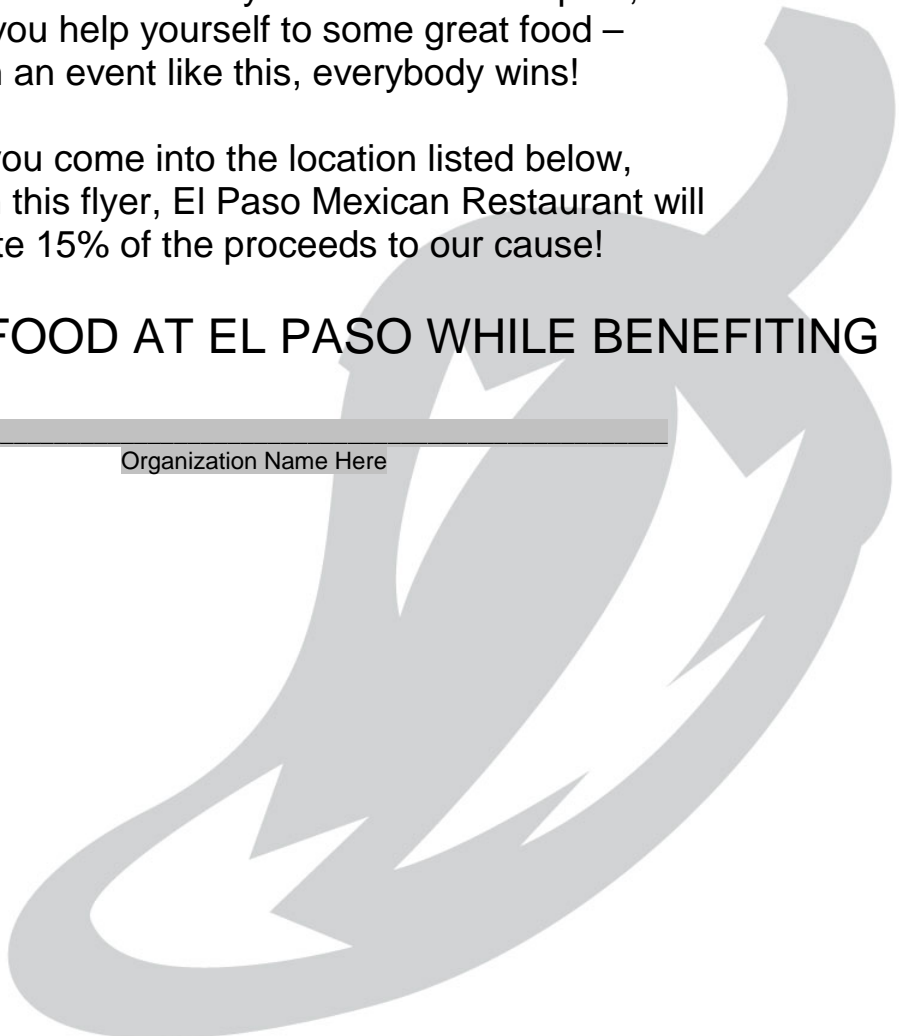 you help yourself to some great food –
an event like this, everybody wins!
you come into the location listed below,
this flyer, El Paso Mexican Restaurant will
15% of the proceeds to our cause!
FOOD AT EL PASO WHILE BENEFITING
Organization Name Here